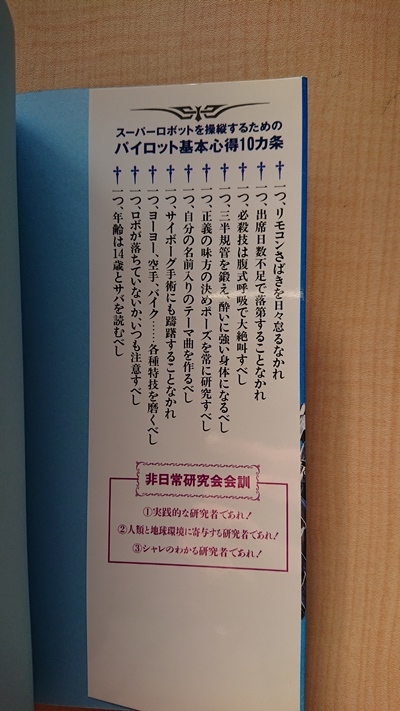 スーパーロボットを操縦するための
パイロット基本心得10カ条
一つ、リモコンさばきを日々怠るなかれ
一つ、出席日数不足で落第することなかれ
一つ、必殺技は腹式呼吸で大絶叫すべし
一つ、三半規管を鍛え、酔いに強い身体になるべし
一つ、正義の味方の決めポーズを常に研究すべし
一つ、自分の名前入りのテーマ曲を作るべし
一つ、サイボーグ手術にも躊躇することなかれ
一つ、ヨーヨー、空手、バイク……各種特技を磨くべし
一つ、ロボが落ちていないか、いつも注意すべし
一つ、年齢は14歳とサバを読むべし
非日常研究会会訓
①実践的な研究者であれ！
②人類と地球環境に寄与する研究者であれ！
③シャレのわかる研究者であれ！